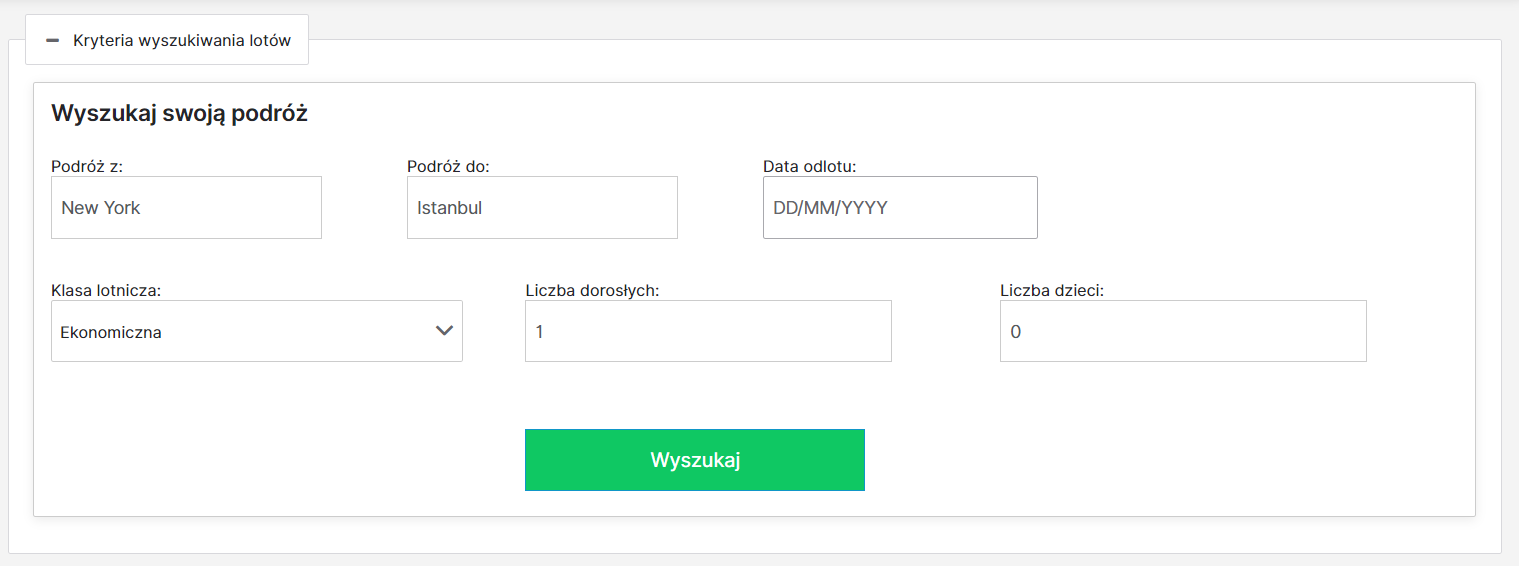 Kryteria wyszukiwania lotów
Wyszukaj swoją podróż
Podróż z: Podróż do: Data odlotu:
New York Istanbul DD/MM/YYYY
Klasa lotnicza: Liczba dorosłych: Liczba dzieci:
Ekonomiczna 1 0
Wyszukaj